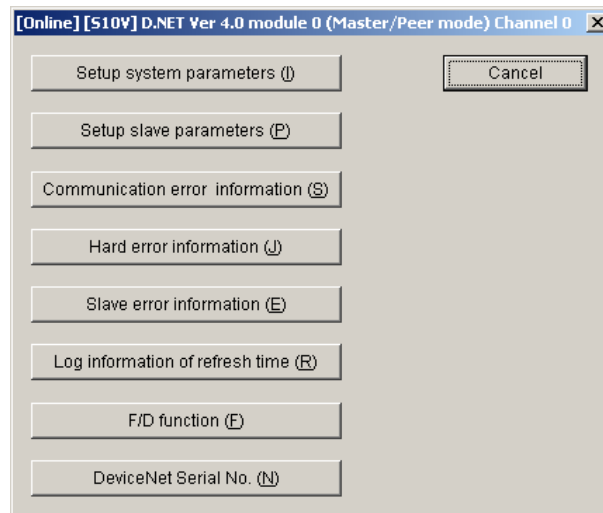 [Online] [S10V] D.NET Ver 4.0 module 0 (Master/Peer mode) Channel 0
Setup system parameters (I)
Cancel
Setup slave parameters (P)
Communication error information (S)
Hard error information (J)
Slave error information (E)
Log information of refresh time (R)
F/D function (F)
DeviceNet Serial No. (N)